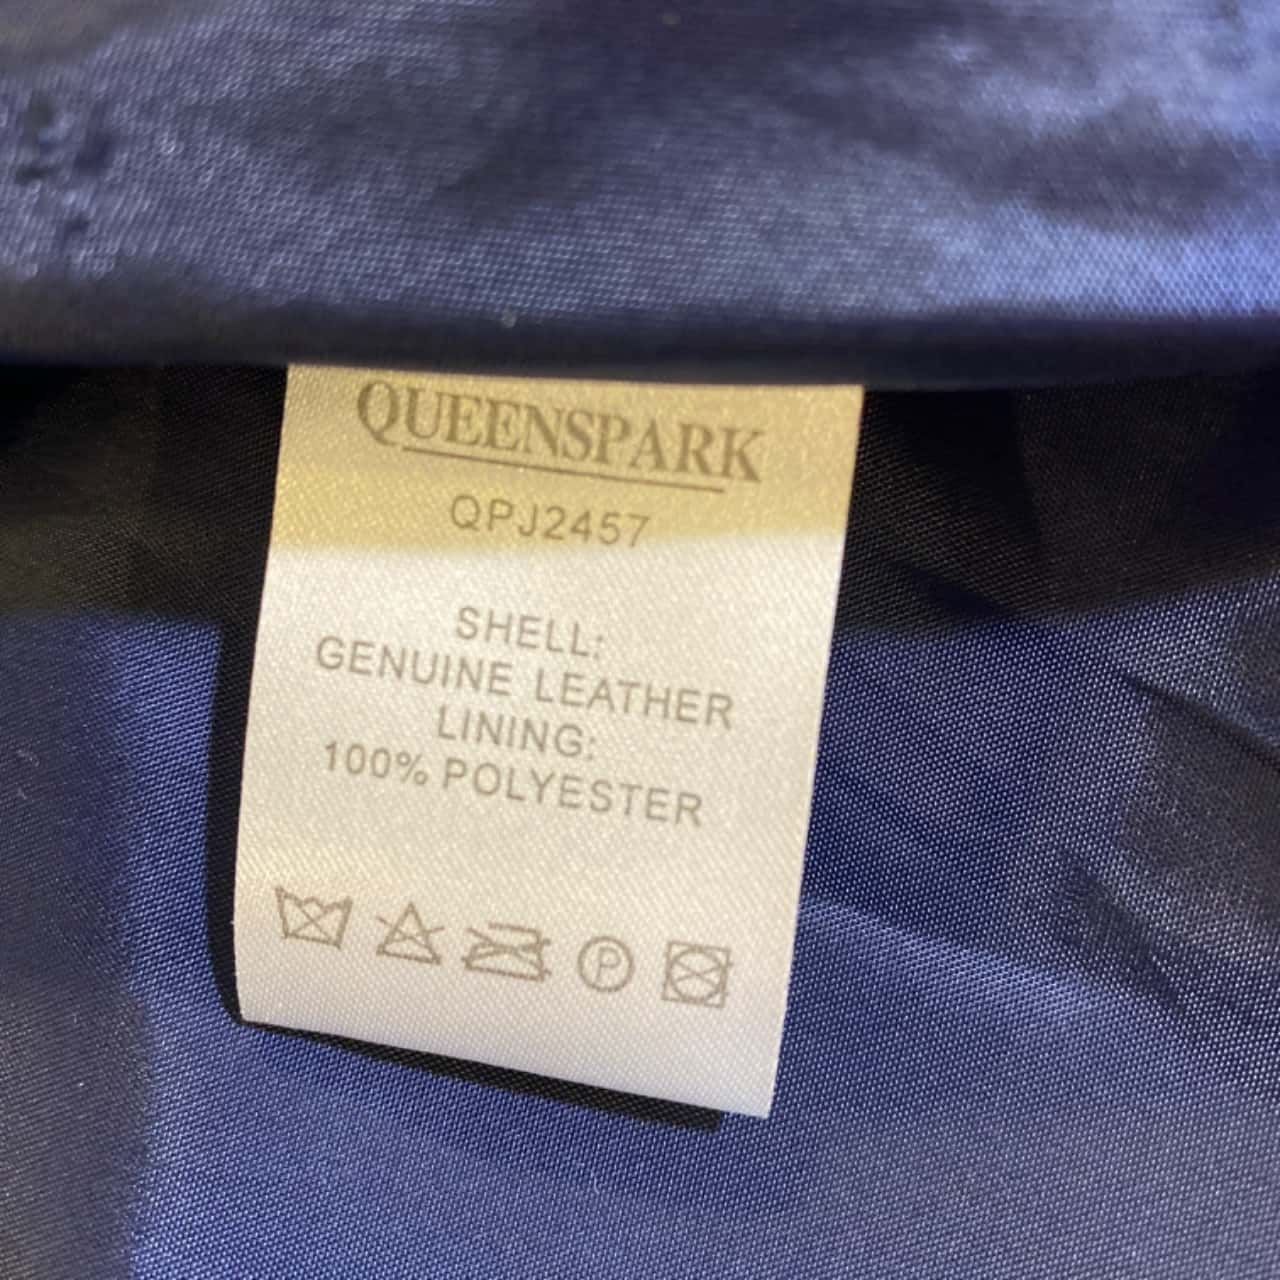 QUEENSPARK
QPJ2457
SHELL:
GENUINE LEATHER
LINING:
100% POLYESTER
P